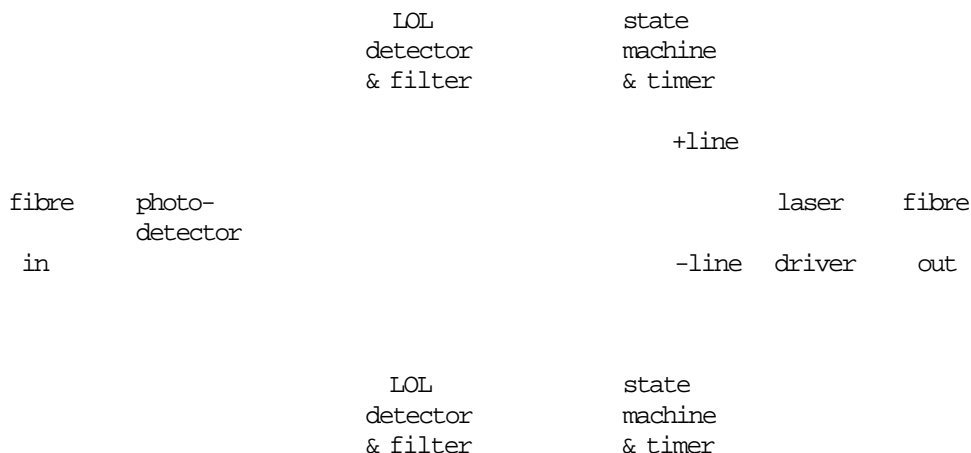 LOL state
detector machine
& filter & timer
+line
fibre photo- laser fibre
detector
in -line driver out
LOL state
detector machine
& filter & timer